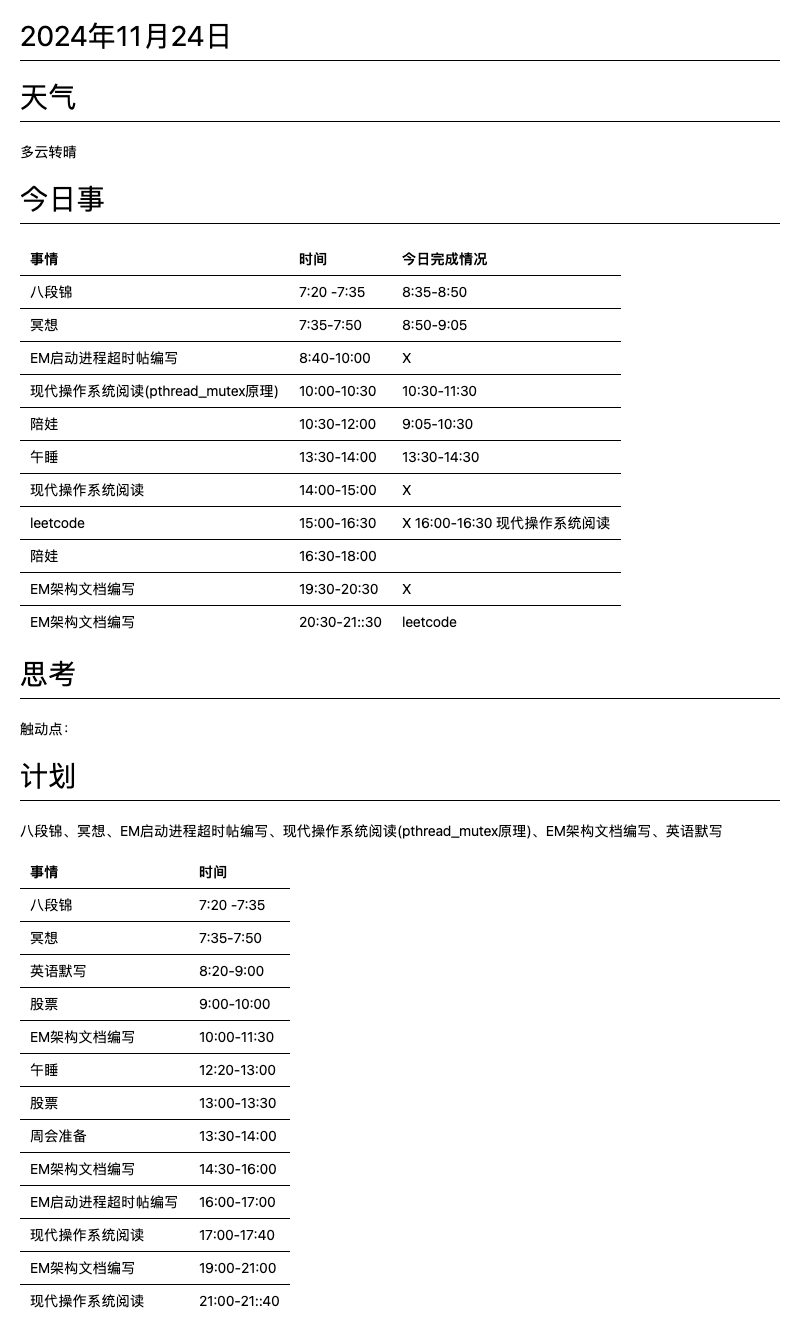 2024年11月24日
天气
多云转晴
今日事
事情 时间 今日完成情况
八段锦 7:20 -7:35 8:35-8:50
冥想 7:35-7:50 8:50-9:05
EM启动进程超时帖编写 8:40-10:00 X
现代操作系统阅读(pthread_mutex原理) 10:00-10:30 10:30-11:30
陪娃 10:30-12:00 9:05-10:30
午睡 13:30-14:00 13:30-14:30
现代操作系统阅读 14:00-15:00 X
leetcode 15:00-16:30 X 16:00-16:30 现代操作系统阅读
陪娃 16:30-18:00
EM架构文档编写 19:30-20:30 X
EM架构文档编写 20:30-21::30 leetcode
思考
触动点：
计划
八段锦、冥想、EM启动进程超时帖编写、现代操作系统阅读(pthread_mutex原理)、EM架构文档编写、英语默写
事情 时间
八段锦 7:20 -7:35
冥想 7:35-7:50
英语默写 8:20-9:00
股票 9:00-10:00
EM架构文档编写 10:00-11:30
午睡 12:20-13:00
股票 13:00-13:30
周会准备 13:30-14:00
EM架构文档编写 14:30-16:00
EM启动进程超时帖编写 16:00-17:00
现代操作系统阅读 17:00-17:40
EM架构文档编写 19:00-21:00
现代操作系统阅读 21:00-21::40